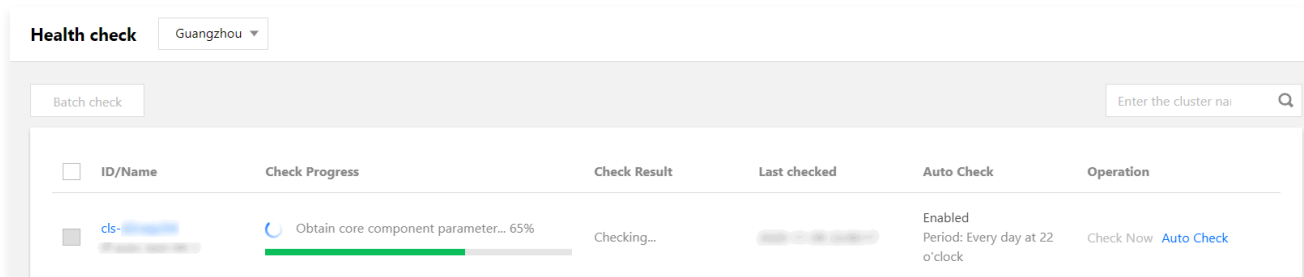 Health check Guangzhou
Batch check Enter the cluster na
ID/Name Check Progress Check Result Last checked Auto Check Operation
cls-
Obtain core component parameter... 65%
Checking...
Enabled
Period: Every day at 22
o'clock
Check Now Auto Check